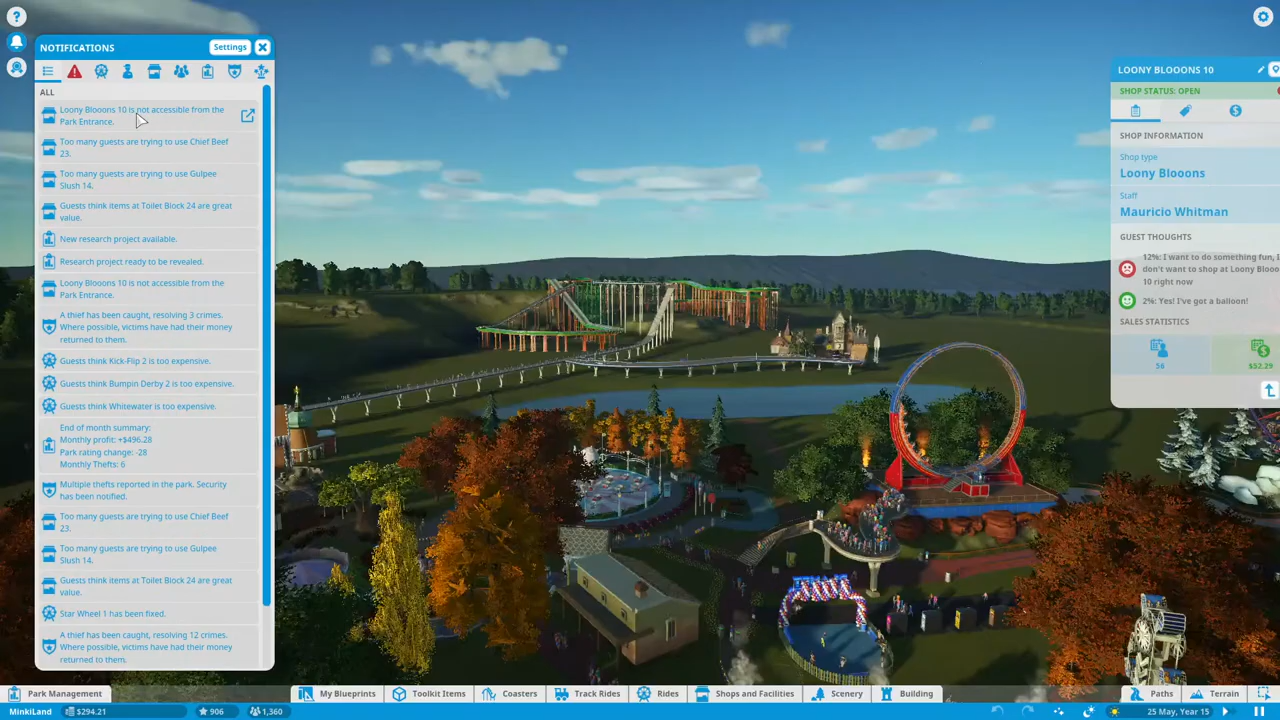 NOTIFICATIONS
Settings
ALL
Loony Blooons 10 is not accessible from the
Park Entrance.
Too many guests are trying to use Chief Beef
23.
Too many guests are trying to use Gulpee
Slush 14.
Guests think items at Toilet Block 24 are great
value.
New research project available.
Research project ready to be revealed.
Loony Blooons 10 is not accessible from the
Park Entrance.
A thief has been caught, resolving 3 crimes.
Where possible, victims have had their money
returned to them.
Guests think Kick-Flip 2 is too expensive.
Guests think Bumpin Derby 2 is too expensive.
Guests think Whitewater is too expensive.
End of month summary:
Monthly profit: +$496.28
Park rating change: -28
Monthly Thefts: 6
Multiple thefts reported in the park. Security
has been notified.
Too many guests are trying to use Chief Beef
23.
Too many guests are trying to use Gulpee
Slush 14.
Guests think items at Toilet Block 24 are great
value.
Star Wheel 1 has been fixed.
A thief has been caught, resolving 12 crimes.
Where possible, victims have had their money
returned to them.
LOONY BLOOONS 10
SHOP STATUS: OPEN
SHOP INFORMATION
Shop type
Loony Blooons
Staff
Mauricio Whitman
GUEST THOUGHTS
12%: I want to do something fun, I
don't want to shop at Loony Blooo
10 right now
2%: Yes! I've got a balloon!
SALES STATISTICS
56
$52.29
Park Management
My Blueprints
Toolkit Items
Coasters
Track Rides
Rides
Shops and Facilities
Scenery
Building
Paths
Terrain
MinkiLand
$294.21
906
1,360
25 May, Year 15